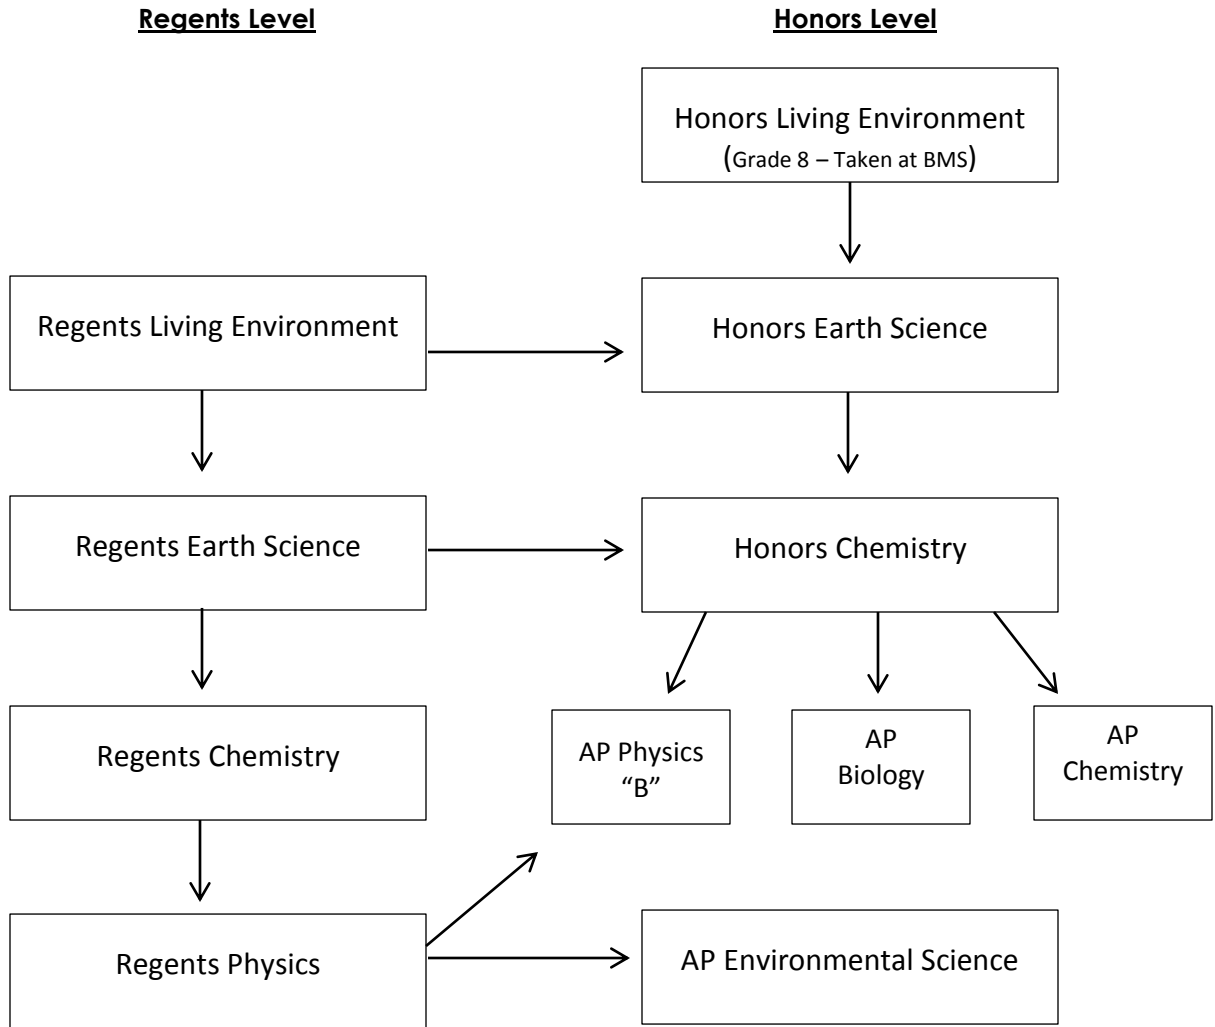 Regents Level
Honors Level
Honors Living Environment
(Grade 8 – Taken at BMS)
Regents Living Environment
Honors Earth Science
Regents Earth Science
Honors Chemistry
Regents Chemistry
AP Physics
“B”
AP
Biology
AP
Chemistry
Regents Physics
AP Environmental Science